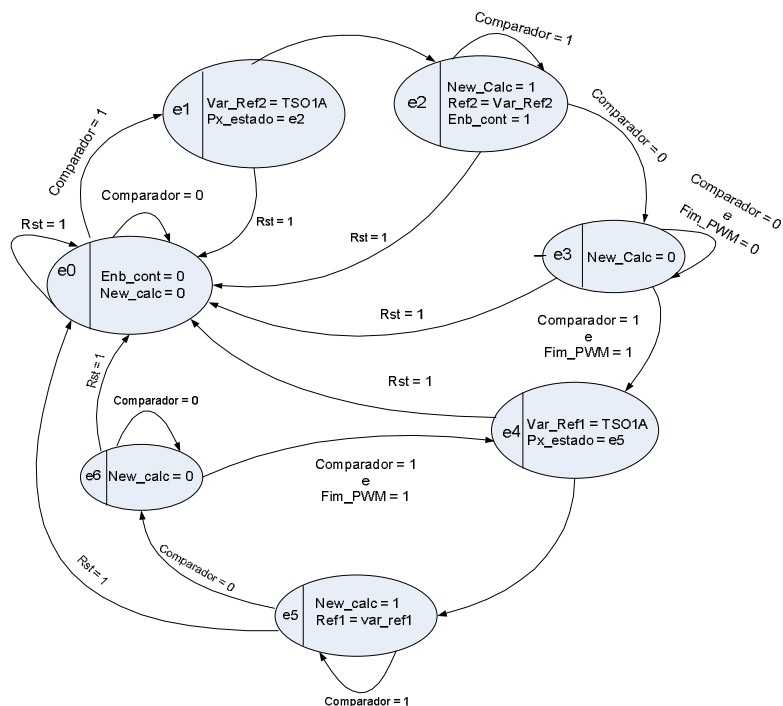 Comparador = 1
e1
Var_Ref2 = TSO1A
Px_estado = e2
e2
New_Calc = 1
Ref2 = Var_Ref2
Enb_cont = 1
Comparador = 1
Comparador = 0
Comparador = 0
Rst = 1
Rst = 1
Rst = 1
e0
Enb_cont = 0
New_calc = 0
e3
New_Calc = 0
Comparador = 0
e
Fim_PWM = 0
Rst = 1
Comparador = 1
e
Fim_PWM = 1
Rst = 1
Rst = 1
Comparador = 0
e4
Var_Ref1 = TSO1A
Px_estado = e5
e6
New_calc = 0
Comparador = 1
e
Fim_PWM = 1
Rst = 1
Comparador = 0
e5
New_calc = 1
Ref1 = var_ref1
Comparador = 1